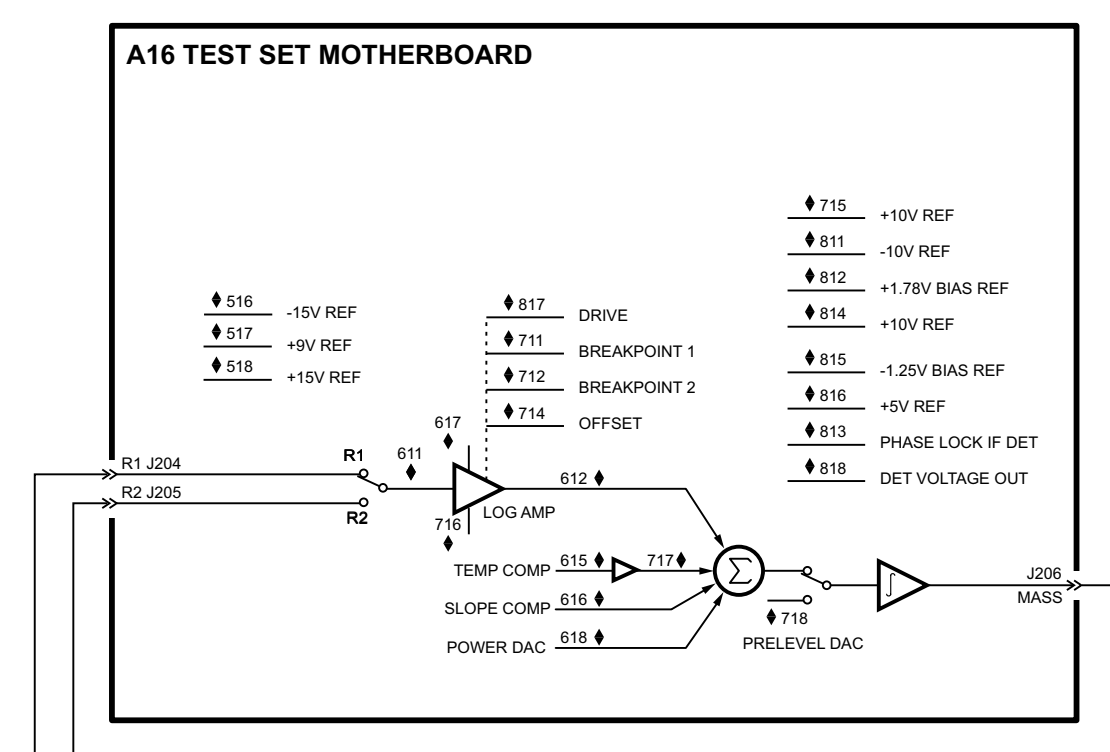 A16 TEST SET MOTHERBOARD
715 +10V REF
811 -10V REF
812 +1.78V BIAS REF
814 +10V REF
815 -1.25V BIAS REF
816 +5V REF
813 PHASE LOCK IF DET
818 DET VOLTAGE OUT
516 -15V REF
517 +9V REF
518 +15V REF
817 DRIVE
711 BREAKPOINT 1
712 BREAKPOINT 2
714 OFFSET
617
R1 J204
R1
611
R2 J205
R2
612
716
LOG AMP
TEMP COMP 615 717
Σ
∫
J206
MASS
SLOPE COMP 616
718
PRELEVEL DAC
POWER DAC 618